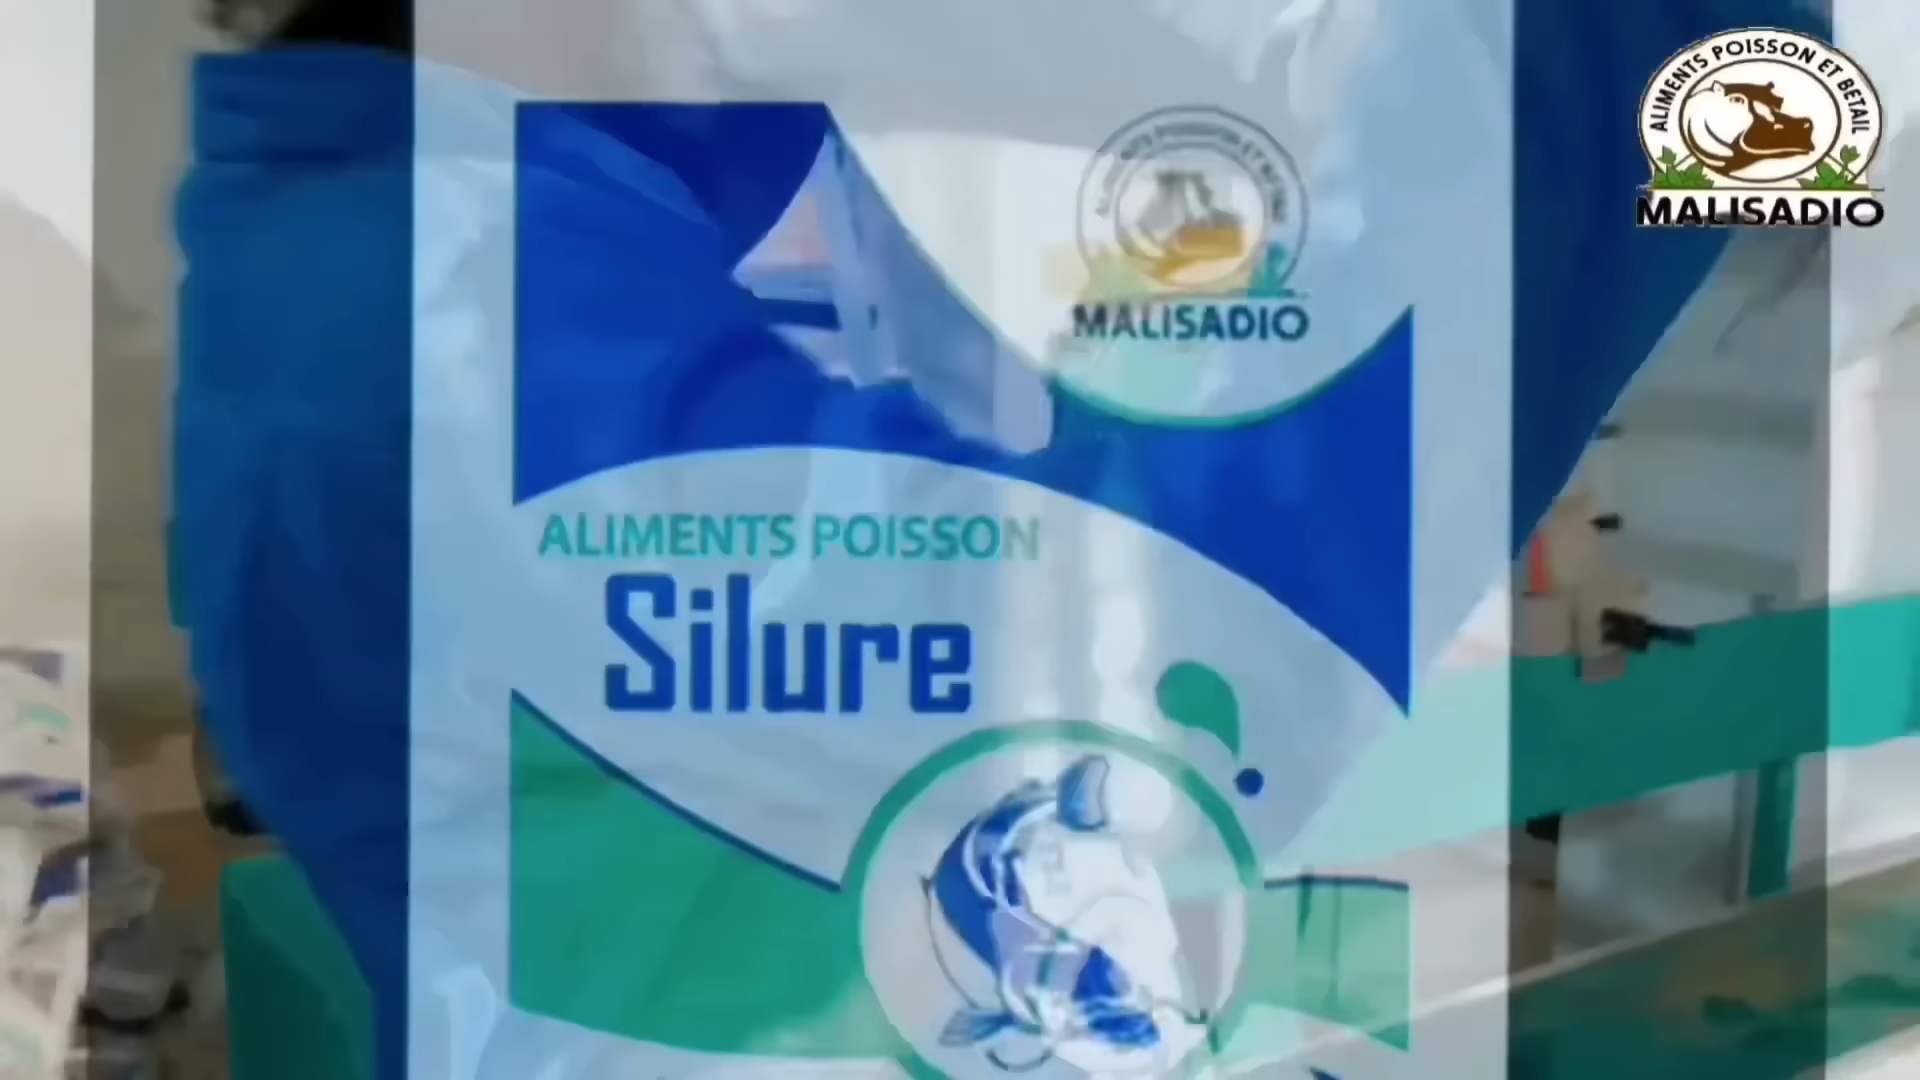 ALIMENTS POISSON ET BETAIL
MALISADIO
MALISADIO
ALIMENTS POISSON
Silure